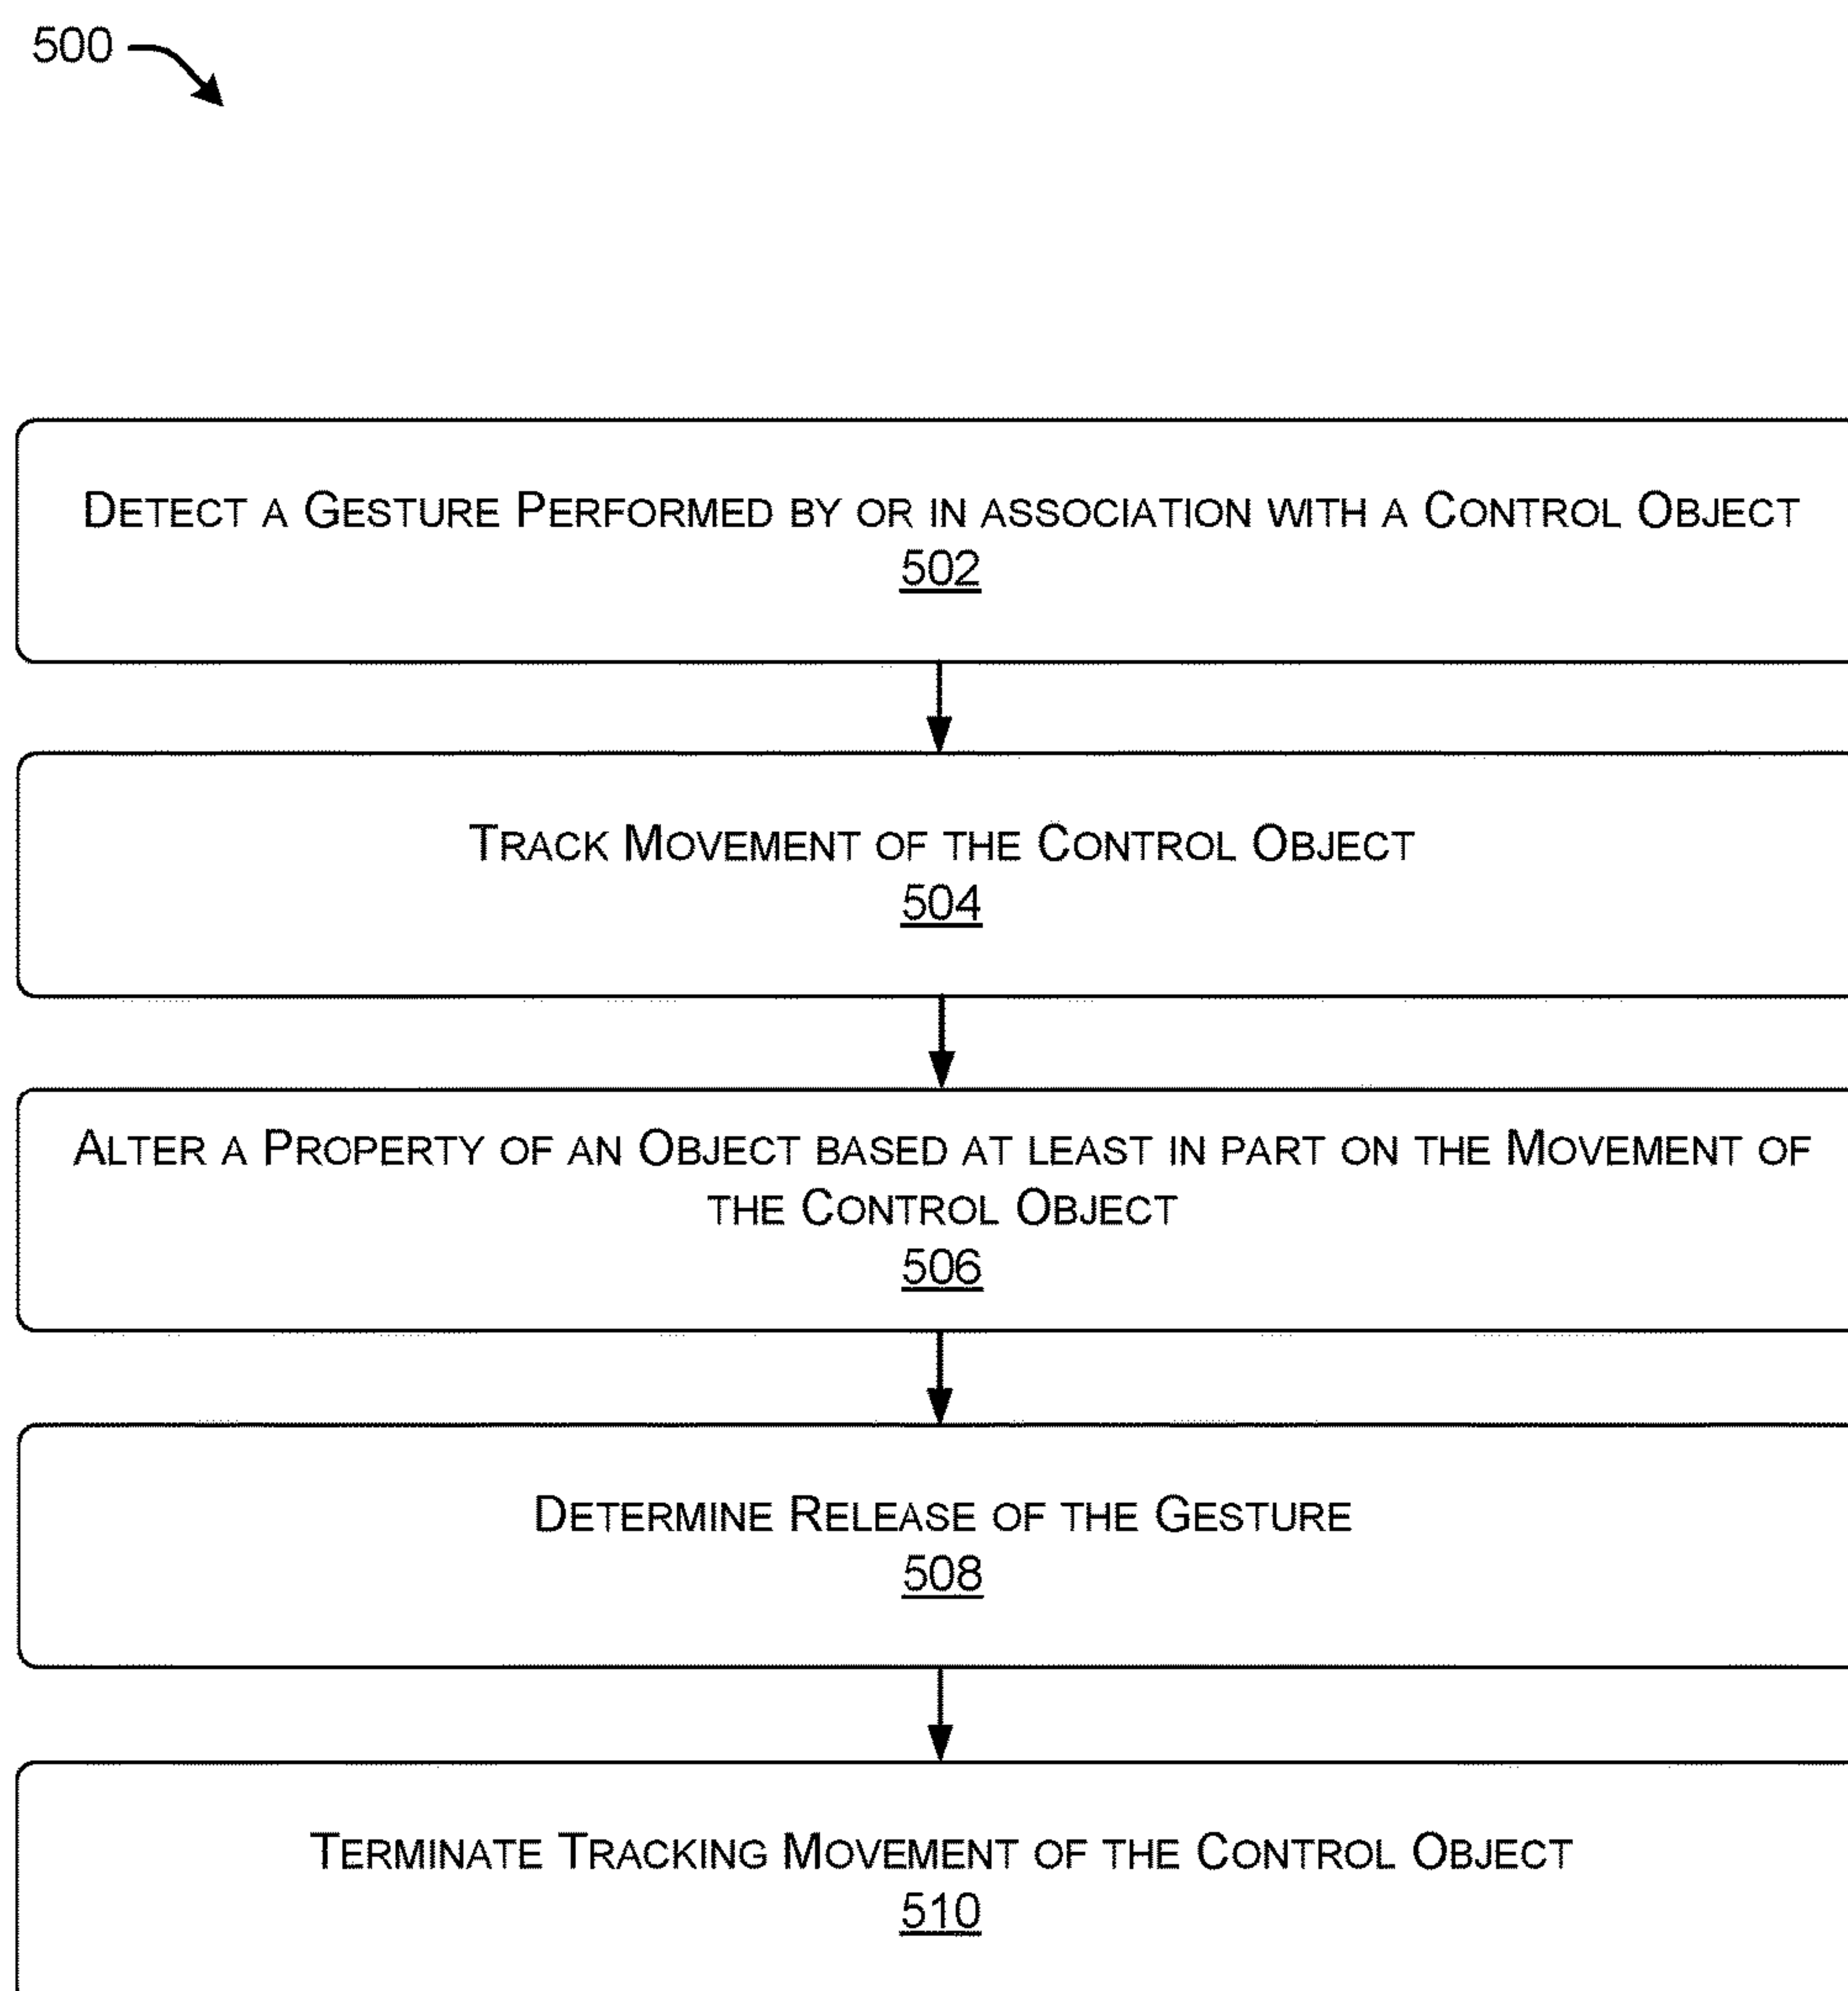 500
DETECT A GESTURE PERFORMED BY OR IN ASSOCIATION WITH A CONTROL OBJECT
502
TRACK MOVEMENT OF THE CONTROL OBJECT
504
ALTER A PROPERTY OF AN OBJECT BASED AT LEAST IN PART ON THE MOVEMENT OF
THE CONTROL OBJECT
506
DETERMINE RELEASE OF THE GESTURE
508
TERMINATE TRACKING MOVEMENT OF THE CONTROL OBJECT
510